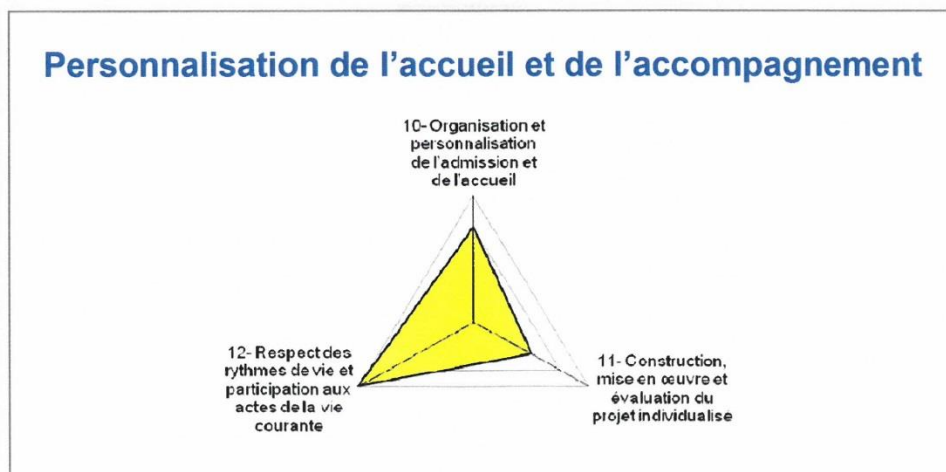 Personnalisation de l'accueil et de l'accompagnement
10- Organisation et
personnalisation
de l'admission et
de l'accueil
12- Respect des
rythmes de vie et
participation aux
actes de la vie
courante
11- Construction,
mise en œuvre et
évaluation du
projet individualisé